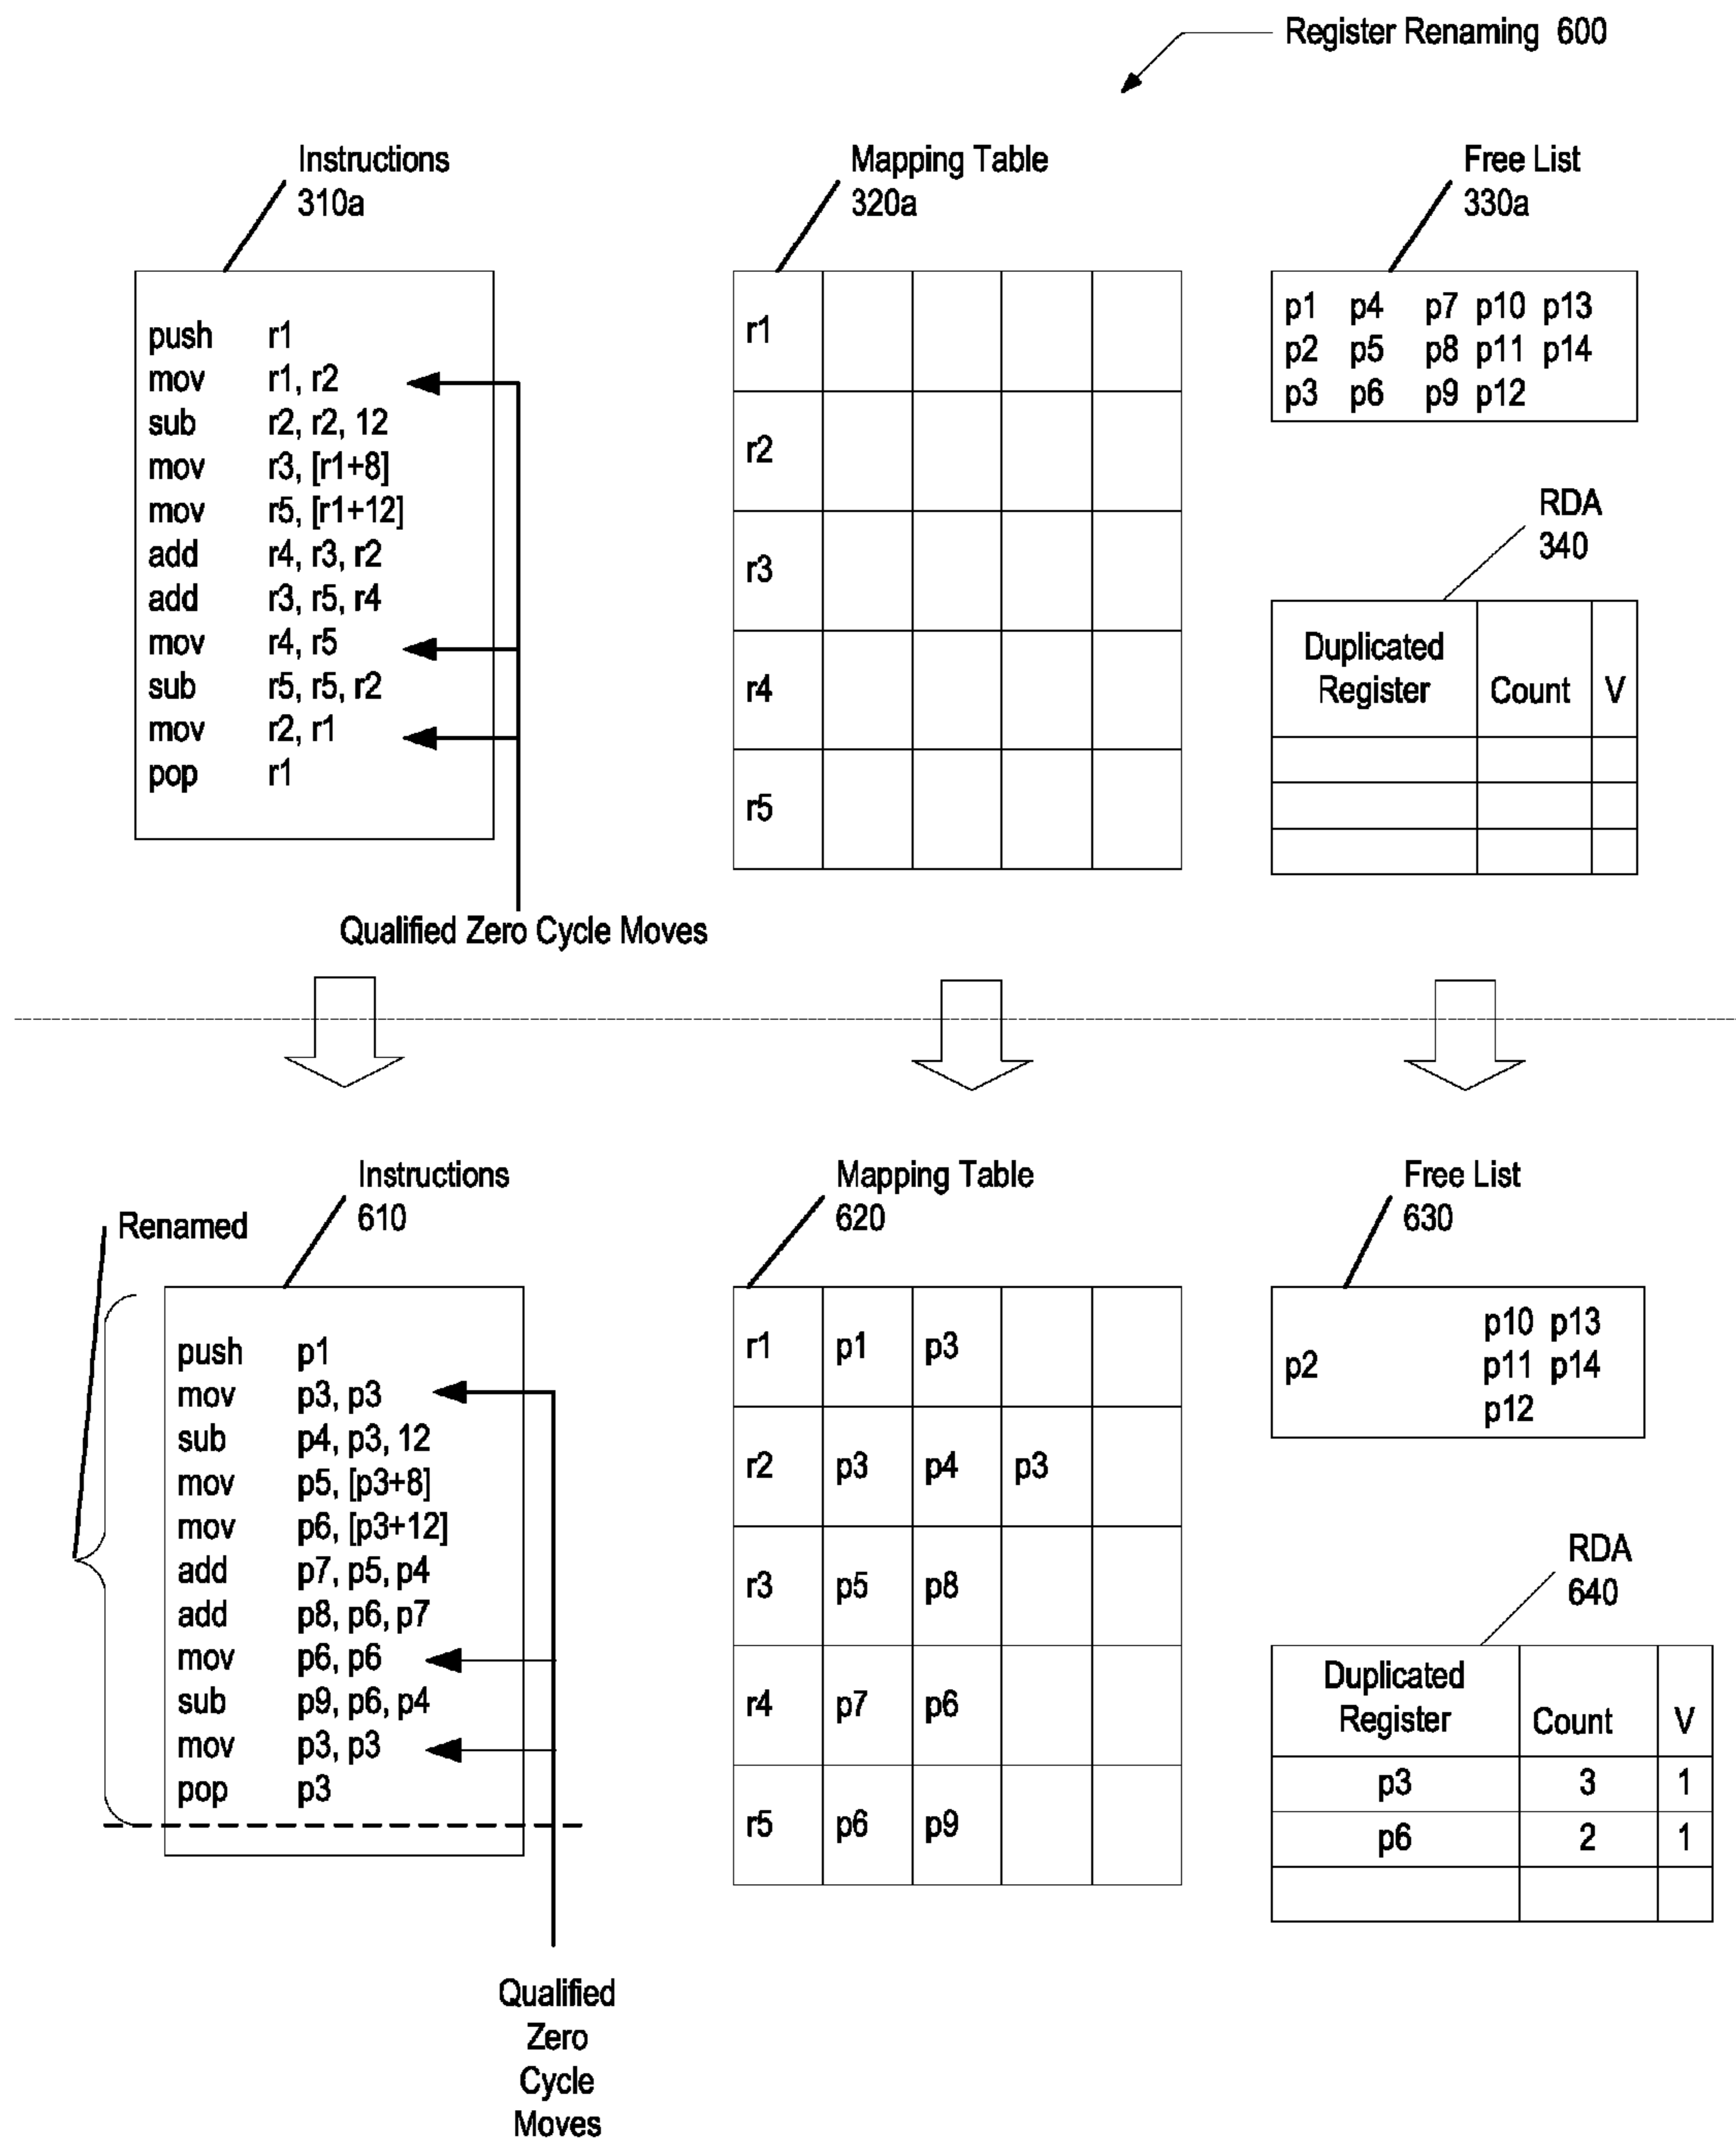 Register Renaming 600
Instructions
310a
Mapping Table
320a
Free List
330a
push r1
mov r1, r2
sub r2, r2, 12
mov r3, [r1+8]
mov r5, [r1+12]
add r4, r3, r2
add r3, r5, r4
mov r4, r5
sub r5, r5, r2
mov r2, r1
pop r1
Qualified Zero Cycle Moves
r1
r2
r3
r4
r5
p1 p4 p7 p10 p13
p2 p5 p8 p11 p14
p3 p6 p9 p12
RDA
340
Duplicated
Register Count V
Renamed
Instructions
610
Mapping Table
620
Free List
630
push p1
mov p3, p3
sub p4, p3, 12
mov p5, [p3+8]
mov p6, [p3+12]
add p7, p5, p4
add p8, p6, p7
mov p6, p6
sub p9, p6, p4
mov p3, p3
pop p3
Qualified
Zero
Cycle
Moves
r1 p1 p3
r2 p3 p4 p3
r3 p5 p8
r4 p7 p6
r5 p6 p9
p10 p13
p2 p11 p14
p12
RDA
640
Duplicated
Register Count V
p3 3 1
p6 2 1